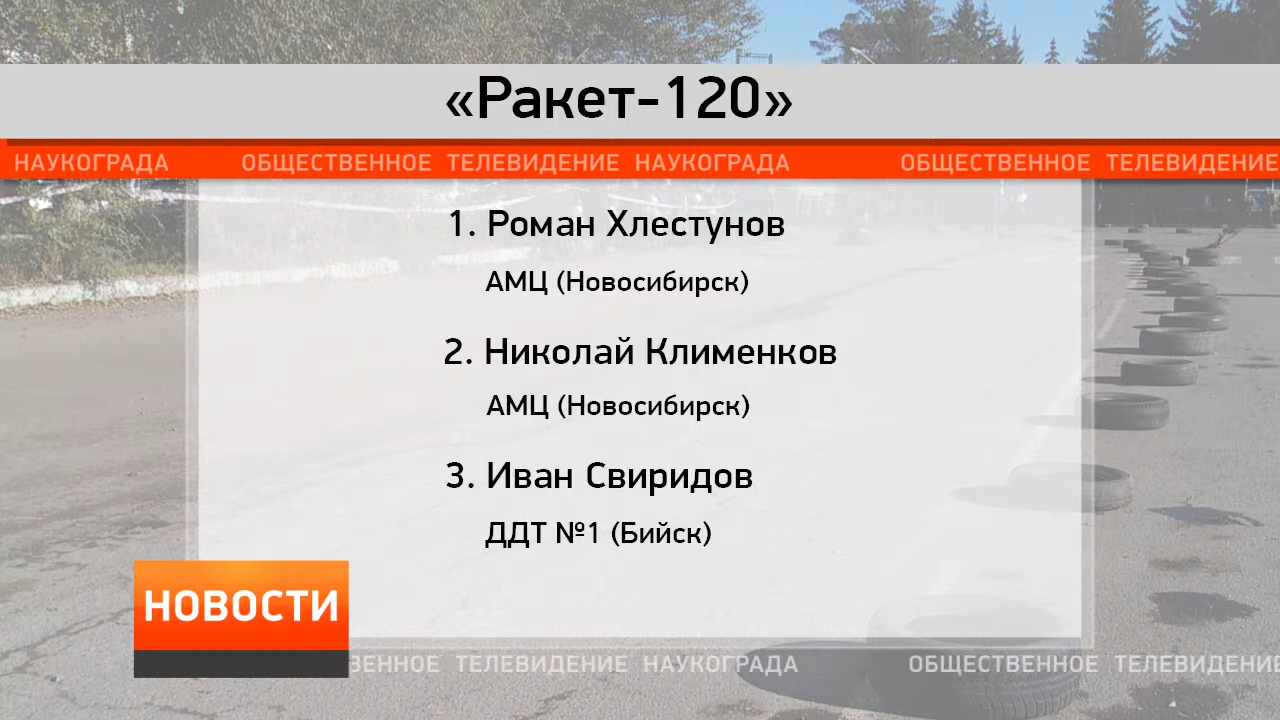 «Ракет-120»
НАУКОГРАДА ОБЩЕСТВЕННОЕ ТЕЛЕВИДЕНИЕ НАУКОГРАДА ОБЩЕСТВЕННОЕ ТЕЛЕВИДЕНИЕ
1. Роман Хлестунов
АМЦ (Новосибирск)
2. Николай Клименков
АМЦ (Новосибирск)
3. Иван Свиридов
ДДТ №1 (Бийск)
НОВОСТИ
ВЕННОЕ ТЕЛЕВИДЕНИЕ НАУКОГРАДА ОБЩЕСТВЕННОЕ ТЕЛЕВИДЕНИЕ